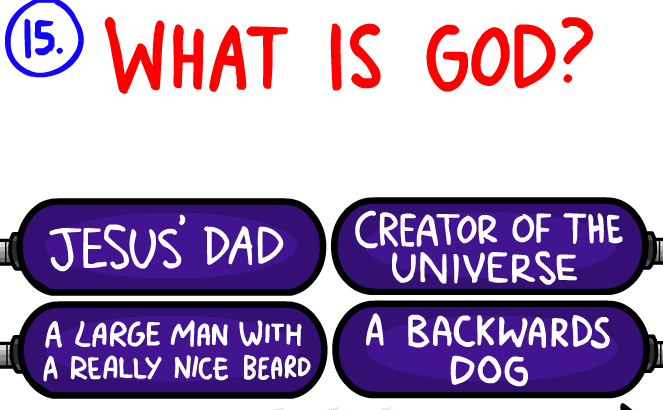 15.
WHAT IS GOD?
JESUS' DAD
CREATOR OF THE
UNIVERSE
A LARGE MAN WITH
A REALLY NICE BEARD
A BACKWARDS
DOG